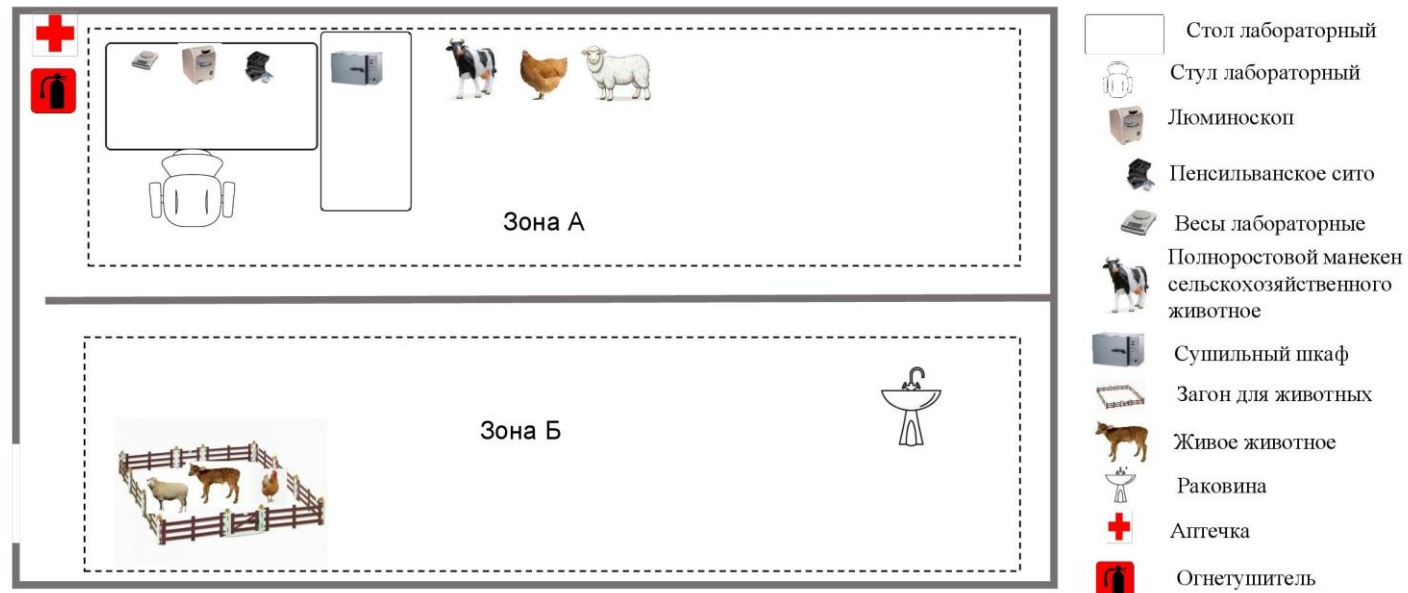 Зона А
Зона Б
Стол лабораторный
Стул лабораторный
Люминоскоп
Пенсильванское сито
Весы лабораторные
Полноростовой манекен
сельскохозяйственного
животное
Сушильный шкаф
Загон для животных
Живое животное
Раковина
Аптечка
Огнетушитель